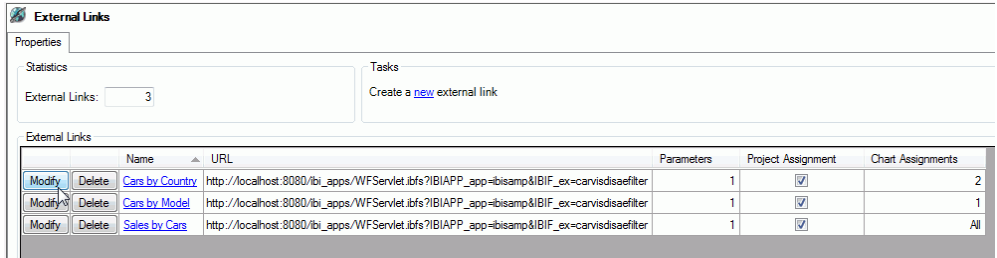 External Links
Properties
Statistics
Tasks
External Links: 3
Create a new external link
External Links
Name URL Parameters Project Assignment Chart Assignments
Modify Delete Cars by Country http://localhost:8080/ibi_apps/WFServlet.ibfs?IBIAPP_app=ibisamp&IBIF_ex=carvisdisaefilter 1 2
Modify Delete Cars by Model http://localhost:8080/ibi_apps/WFServlet.ibfs?IBIAPP_app=ibisamp&IBIF_ex=carvisdisaefilter 1 1
Modify Delete Sales by Cars http://localhost:8080/ibi_apps/WFServlet.ibfs?IBIAPP_app=ibisamp&IBIF_ex=carvisdisaefilter 1 All